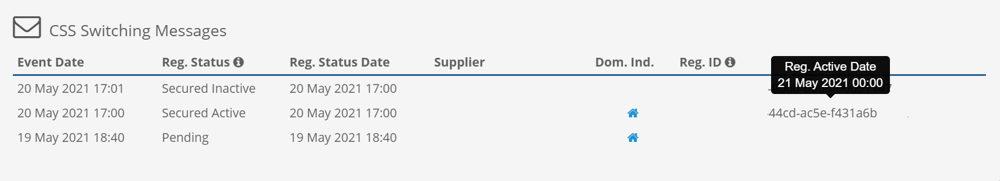 CSS Switching Messages
Event Date Reg. Status Reg. Status Date Supplier Dom. Ind. Reg. ID
Reg. Active Date
21 May 2021 00:00
20 May 2021 17:01 Secured Inactive 20 May 2021 17:00
20 May 2021 17:00 Secured Active 20 May 2021 17:00 44cd-ac5e-f431a6b
19 May 2021 18:40 Pending 19 May 2021 18:40